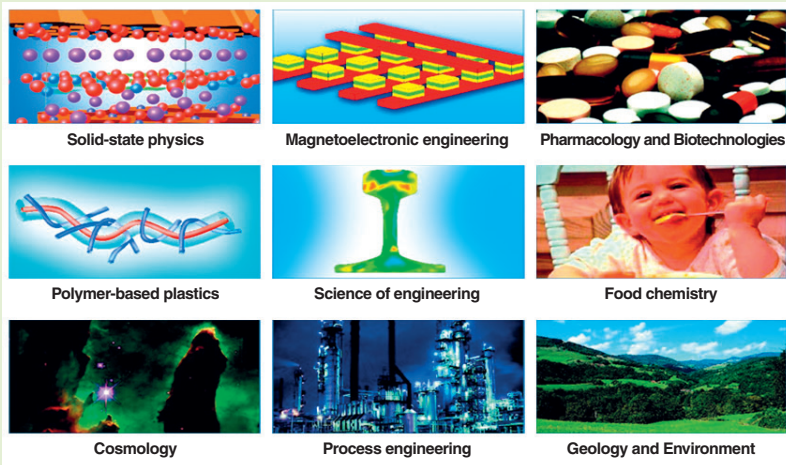 Solid-state physics
Magnetoelectronic engineering
Pharmacology and Biotechnologies
Polymer-based plastics
Science of engineering
Food chemistry
Cosmology
Process engineering
Geology and Environment